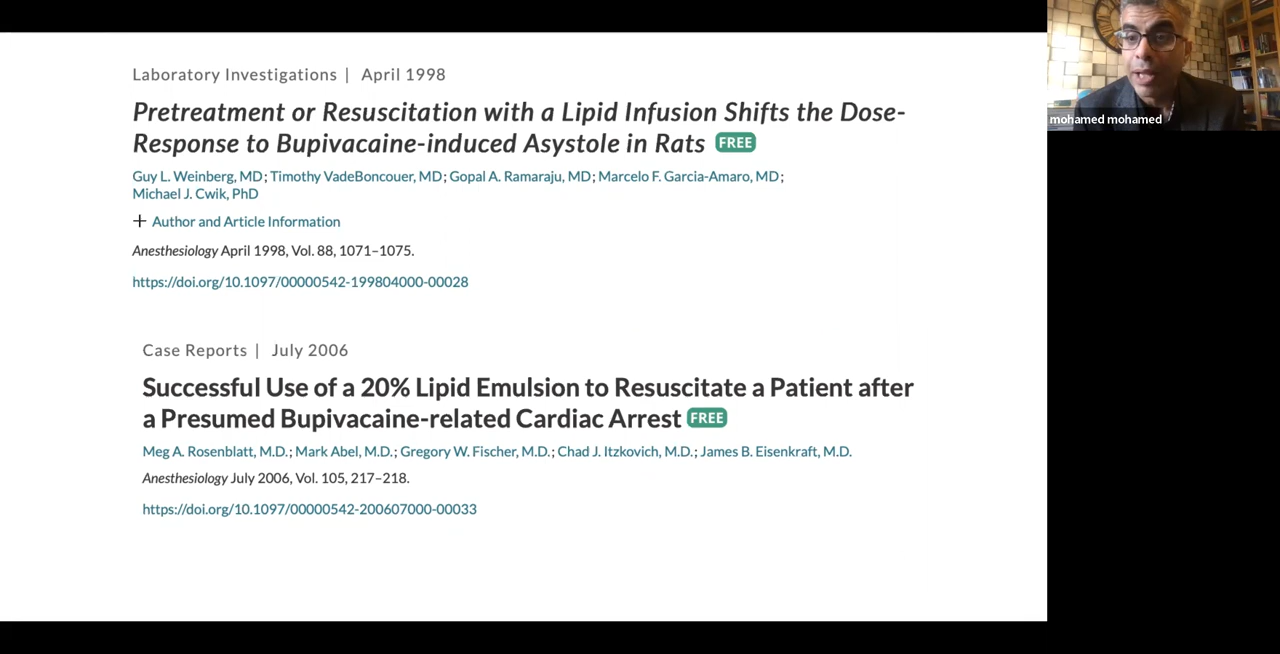 Laboratory Investigations | April 1998
Pretreatment or Resuscitation with a Lipid Infusion Shifts the Dose-
Response to Bupivacaine-induced Asystole in Rats FREE
Guy L. Weinberg, MD; Timothy VadeBoncouer, MD; Gopal A. Ramaraju, MD; Marcelo F. Garcia-Amaro, MD;
Michael J. Cwik, PhD
+ Author and Article Information
Anesthesiology April 1998, Vol. 88, 1071–1075.
https://doi.org/10.1097/00000542-199804000-00028
Case Reports | July 2006
Successful Use of a 20% Lipid Emulsion to Resuscitate a Patient after
a Presumed Bupivacaine-related Cardiac Arrest FREE
Meg A. Rosenblatt, M.D.; Mark Abel, M.D.; Gregory W. Fischer, M.D.; Chad J. Itzkovich, M.D.; James B. Eisenkraft, M.D.
Anesthesiology July 2006, Vol. 105, 217–218.
https://doi.org/10.1097/00000542-200607000-00033
mohamed mohamed